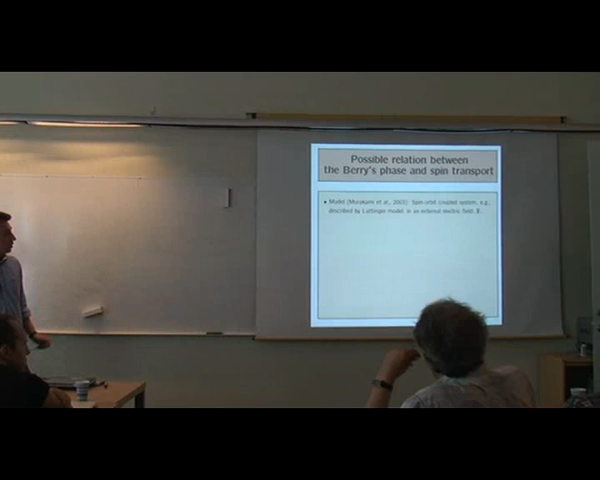 Possible relation between
the Berry's phase and spin transport
• Model (Murakami et al., 2003): Spin-orbit coupled system, e.g.,
described by Luttinger model, in an external electric field, E.